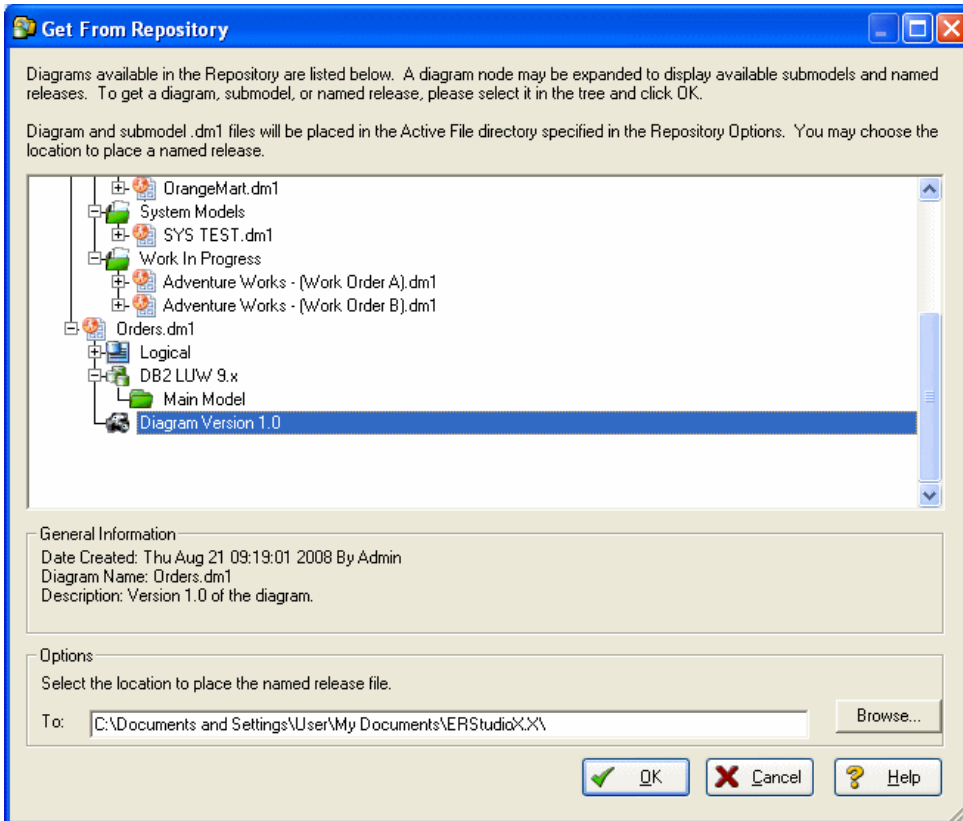 Get From Repository
Diagrams available in the Repository are listed below. A diagram node may be expanded to display available submodels and named
releases. To get a diagram, submodel, or named release, please select it in the tree and click OK.
Diagram and submodel .dm1 files will be placed in the Active File directory specified in the Repository Options. You may choose the
location to place a named release.
OrangeMart.dm1
System Models
SYS TEST.dm1
Work In Progress
Adventure Works - (Work Order A).dm1
Adventure Works - (Work Order B).dm1
Orders.dm1
Logical
DB2 LUW 9.x
Main Model
Diagram Version 1.0
General Information
Date Created: Thu Aug 21 09:19:01 2008 By Admin
Diagram Name: Orders.dm1
Description: Version 1.0 of the diagram.
Options
Select the location to place the named release file.
To: C:\Documents and Settings\User\My Documents\ERStudioX.X\ Browse...
OK Cancel Help